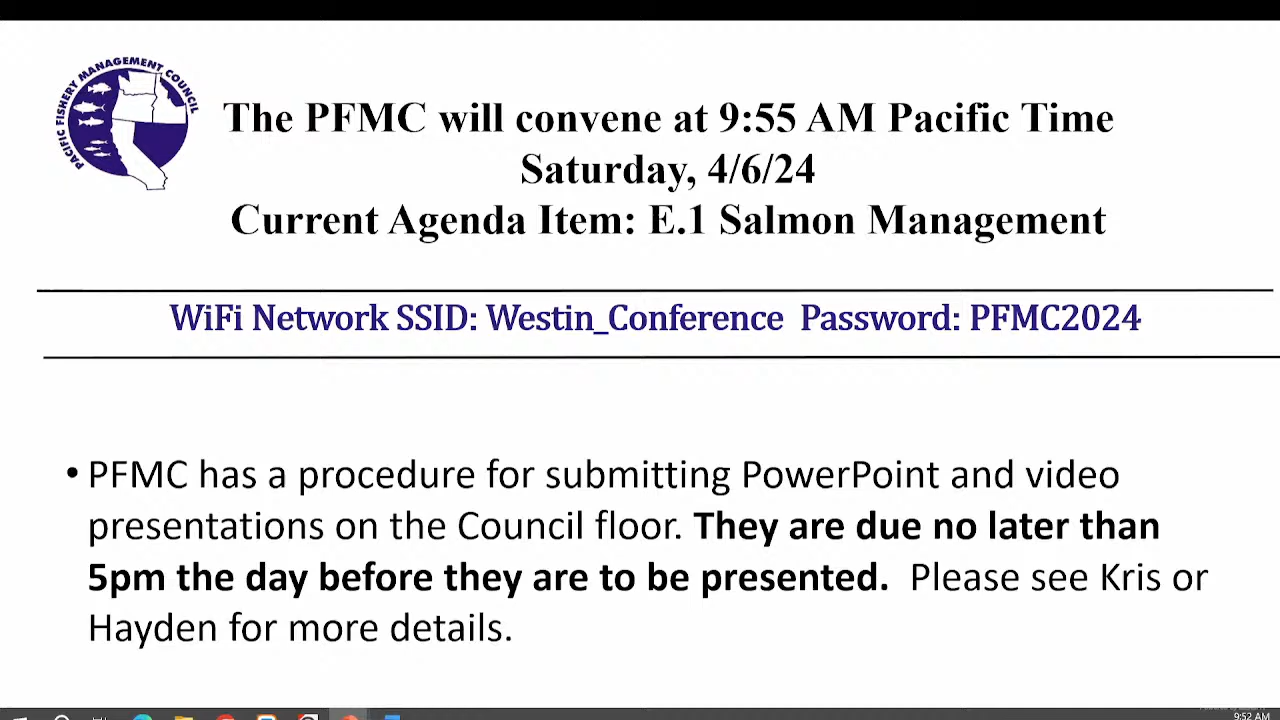 PACIFIC FISHERY MANAGEMENT COUNCIL
The PFMC will convene at 9:55 AM Pacific Time
Saturday, 4/6/24
Current Agenda Item: E.1 Salmon Management
WiFi Network SSID: Westin_Conference Password: PFMC2024
• PFMC has a procedure for submitting PowerPoint and video
presentations on the Council floor. They are due no later than
5pm the day before they are to be presented. Please see Kris or
Hayden for more details.
9:52 AM